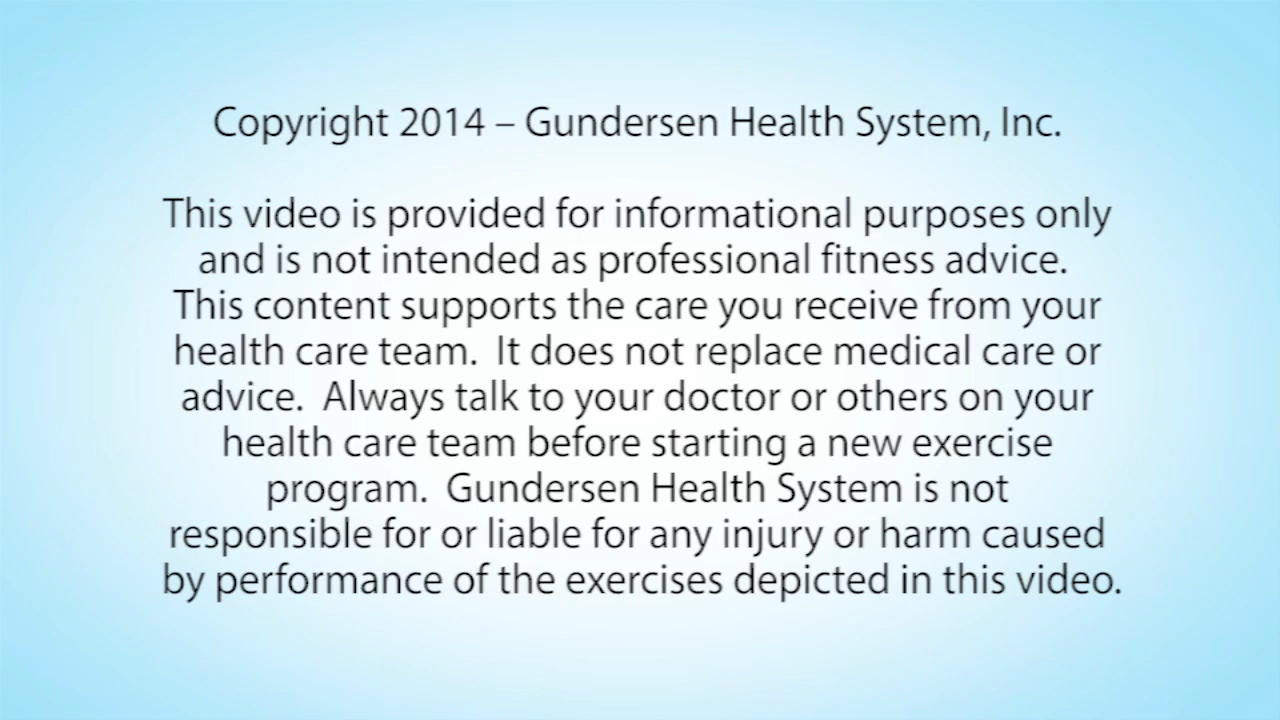 Copyright 2014 – Gundersen Health System, Inc.
This video is provided for informational purposes only
and is not intended as professional fitness advice.
This content supports the care you receive from your
health care team.  It does not replace medical care or
advice.  Always talk to your doctor or others on your
health care team before starting a new exercise
program.  Gundersen Health System is not
responsible for or liable for any injury or harm caused
by performance of the exercises depicted in this video.